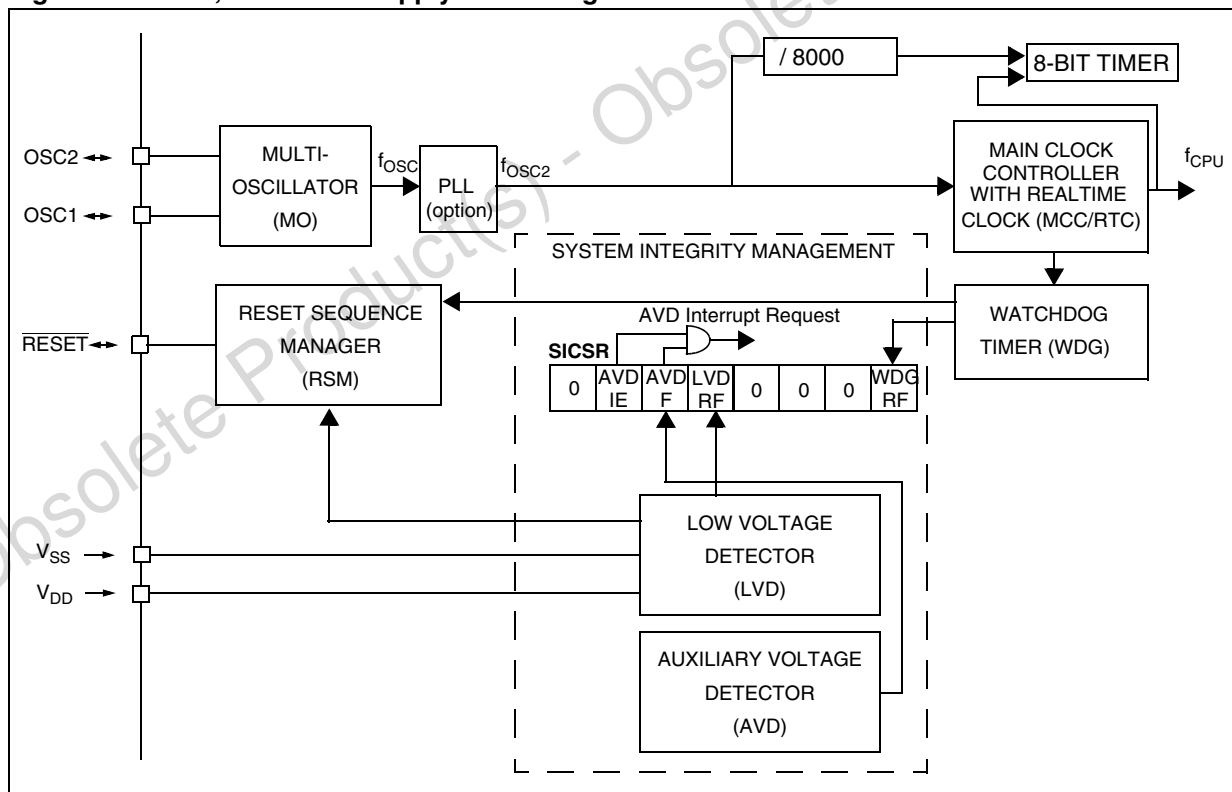 / 8000
8-BIT TIMER
OSC2
OSC1
MULTI-
OSCILLATOR
(MO)
fOSC
PLL
(option)
fOSC2
MAIN CLOCK
CONTROLLER
WITH REALTIME
CLOCK (MCC/RTC)
fCPU
SYSTEM INTEGRITY MANAGEMENT
RESET
RESET SEQUENCE
MANAGER
(RSM)
AVD Interrupt Request
WATCHDOG
TIMER (WDG)
SICSR
0 AVD IE AVD F LVD RF 0 0 0 WDG RF
VSS
VDD
LOW VOLTAGE
DETECTOR
(LVD)
AUXILIARY VOLTAGE
DETECTOR
(AVD)
Obsolete Product(s) - Obsolete